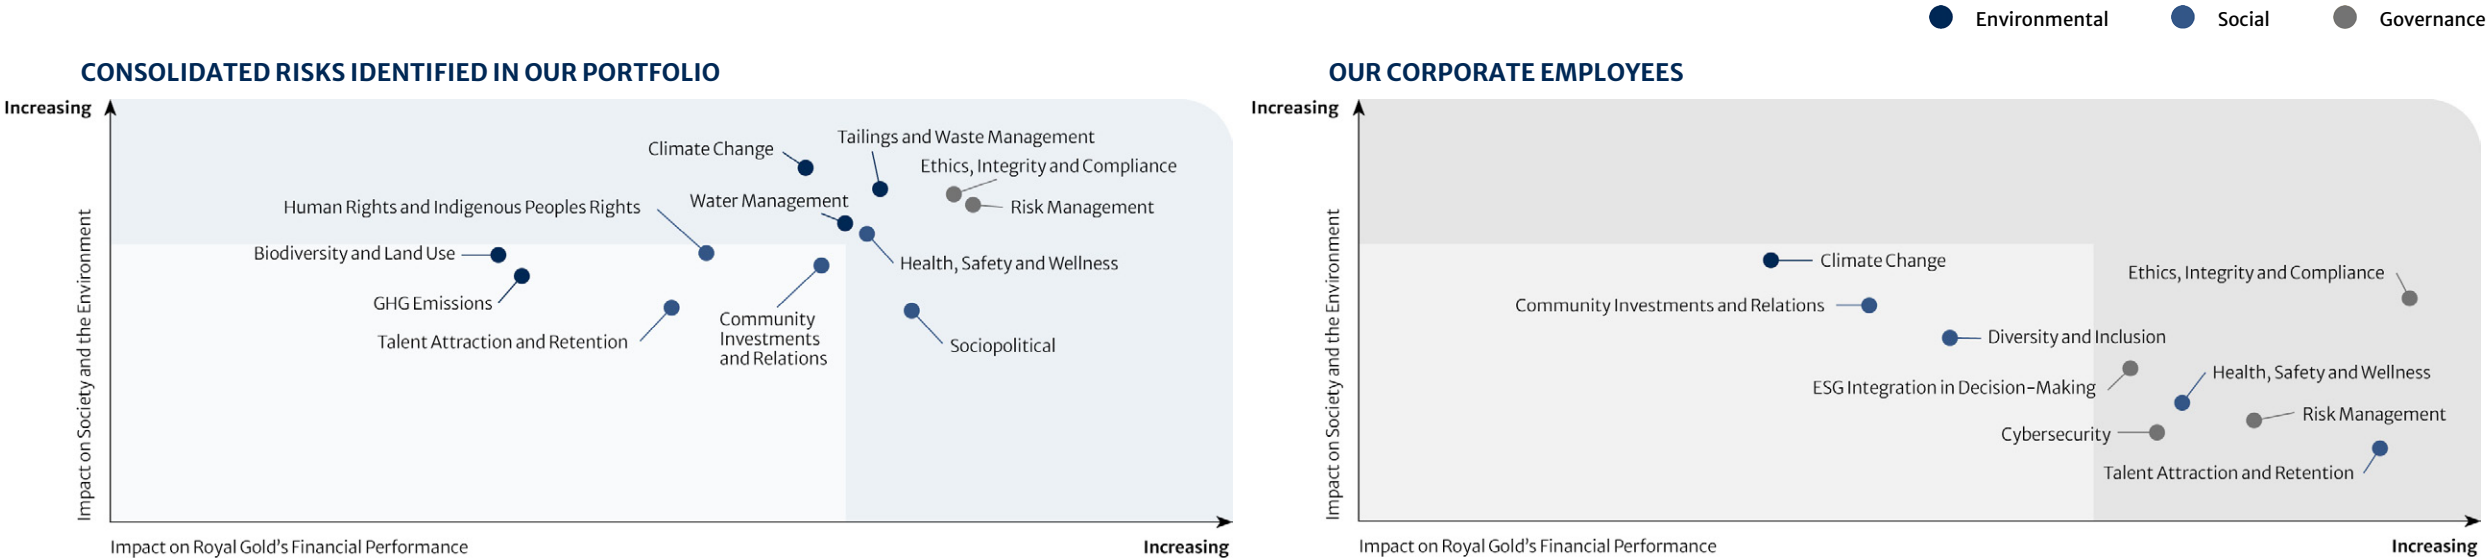 Environmental
Social
Governance
CONSOLIDATED RISKS IDENTIFIED IN OUR PORTFOLIO
Increasing
Impact on Society and the Environment
Climate Change
Tailings and Waste Management
Ethics, Integrity and Compliance
Water Management
Risk Management
Human Rights and Indigenous Peoples Rights
Biodiversity and Land Use
Health, Safety and Wellness
GHG Emissions
Talent Attraction and Retention
Community
Investments
and Relations
Sociopolitical
Impact on Royal Gold's Financial Performance
Increasing
OUR CORPORATE EMPLOYEES
Increasing
Impact on Society and the Environment
Climate Change
Ethics, Integrity and Compliance
Community Investments and Relations
Diversity and Inclusion
ESG Integration in Decision-Making
Health, Safety and Wellness
Risk Management
Cybersecurity
Talent Attraction and Retention
Impact on Royal Gold's Financial Performance
Increasing